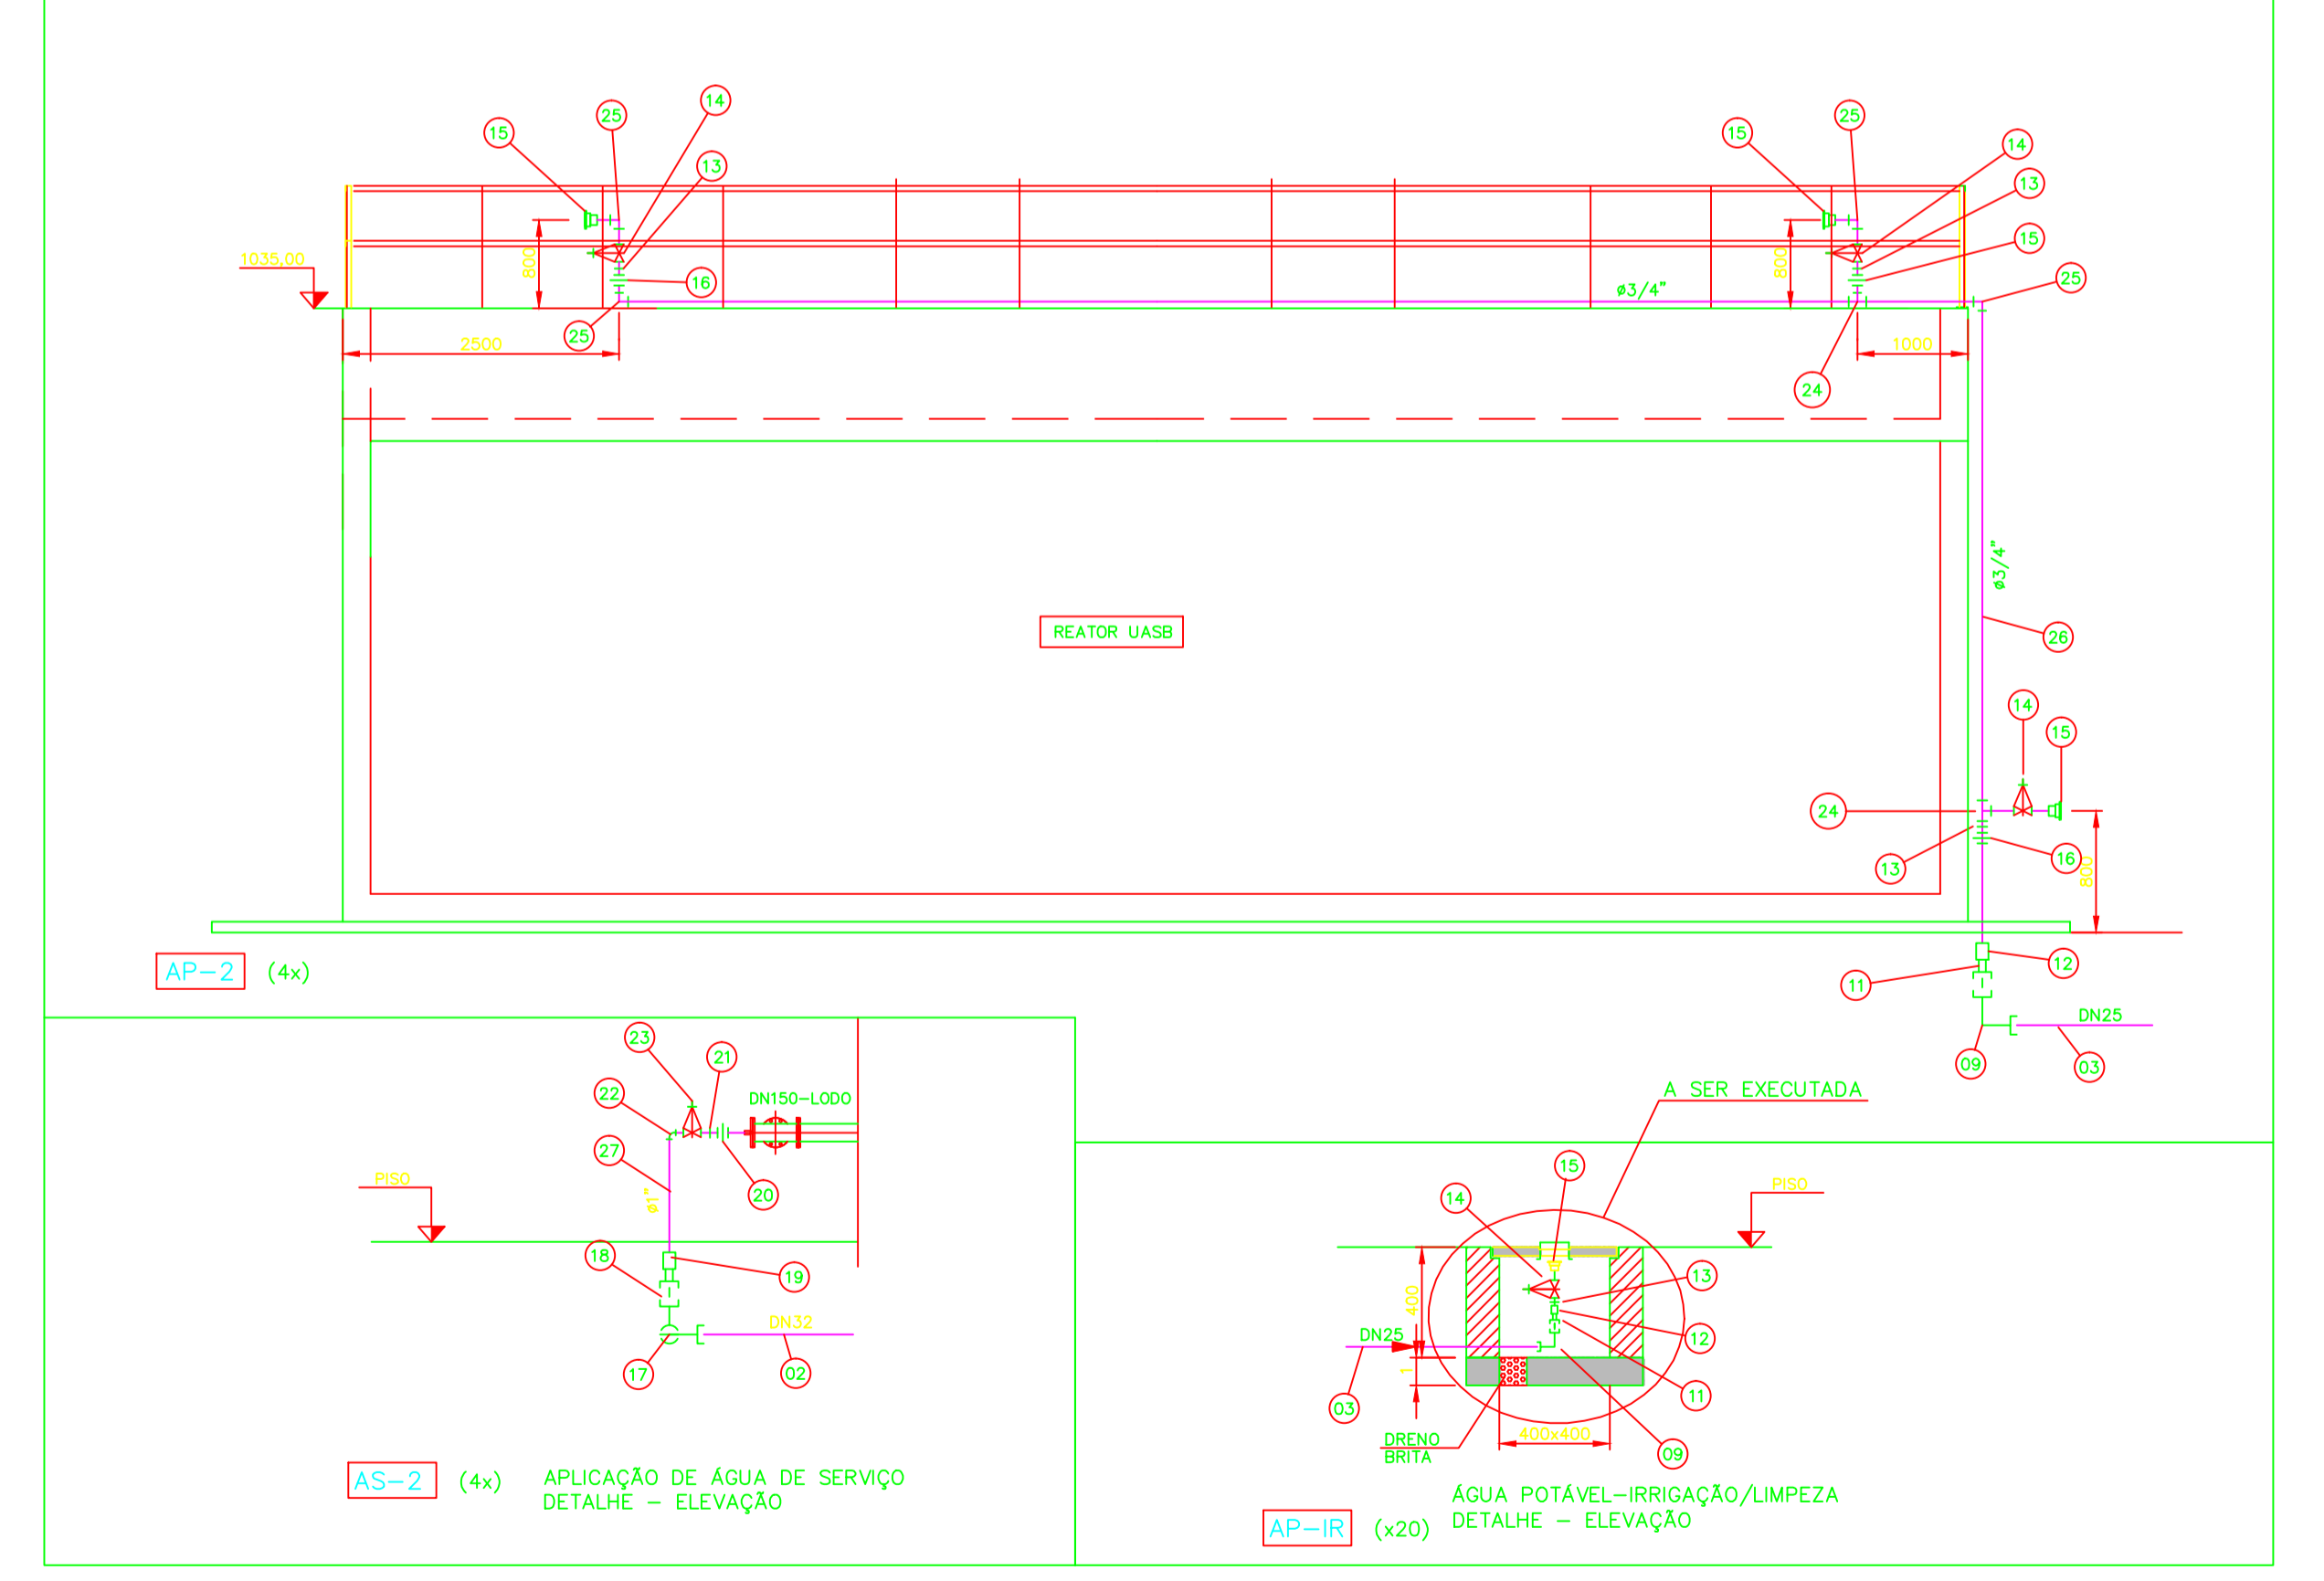 14
25
25
15
15
14
13
13
15
1035,00
800
800
16
25
ø3/4"
25
2500
1000
24
ø3/4"
REATOR UASB
26
14
15
24
13
16
800
AP-2 (4x)
12
11
DN25
09
03
23
21
22
DN150-LODO
27
20
PISO
ø1"
18
19
DN32
17
02
AS-2 (4x)
APLICAÇÃO DE ÁGUA DE SERVIÇO
DETALHE - ELEVAÇÃO
A SER EXECUTADA
15
14
PISO
13
400
DN25
12
1
11
03
400x400
DRENO
BRITA
09
ÁGUA POTÁVEL-IRRIGAÇÃO/LIMPEZA
DETALHE - ELEVAÇÃO
AP-IR (x20)